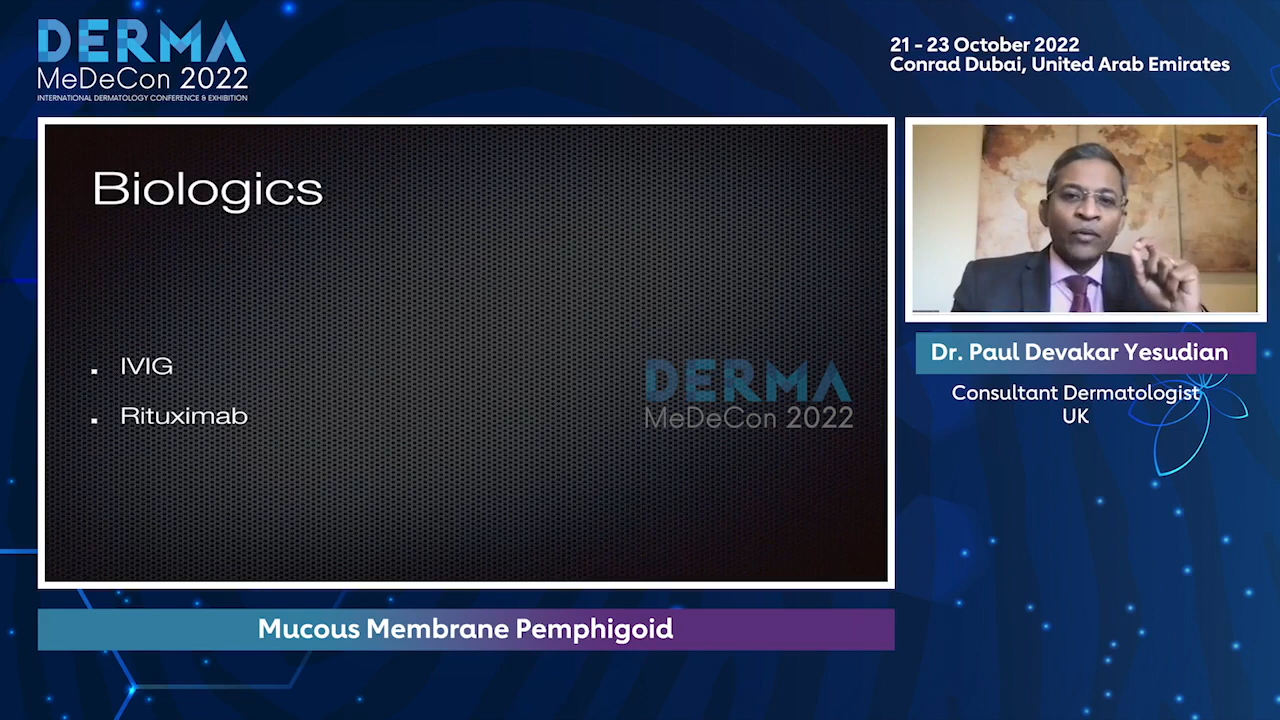 DERMA
MeDeCon 2022
INTERNATIONAL DERMATOLOGY CONFERENCE & EXHIBITION
21 - 23 October 2022
Conrad Dubai, United Arab Emirates
Biologics
▪ IVIG
▪ Rituximab
DERMA
MeDeCon 2022
Dr. Paul Devakar Yesudian
Consultant Dermatologist
UK
Mucous Membrane Pemphigoid